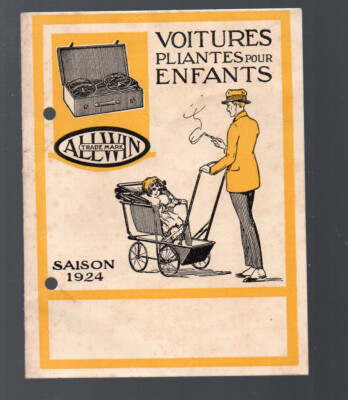 VOITURES
PLIANTES POUR
ENFANTS
ALLWIN
TRADE MARK
SAISON
1924